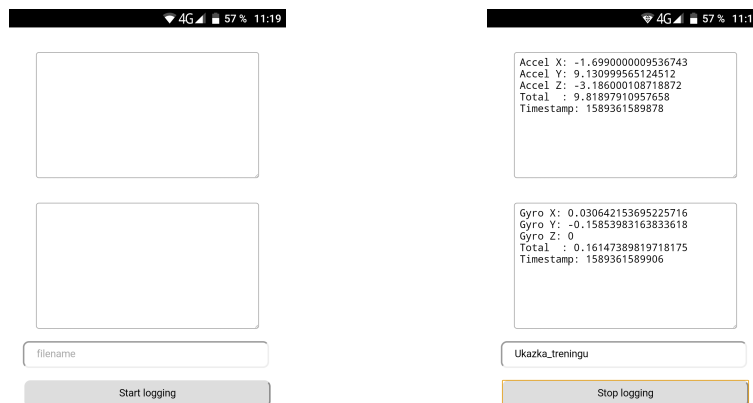 4G 57 % 11:19
filename
Start logging
4G 57 % 11:1
Accel X: -1.6990000009536743
Accel Y: 9.130999565124512
Accel Z: -3.186000108718872
Total  : 9.81897910957658
Timestamp: 1589361589878
Gyro X: 0.030642153695225716
Gyro Y: -0.15853983163833618
Gyro Z: 0
Total  : 0.16147389819718175
Timestamp: 1589361589906
Ukazka_treningu
Stop logging